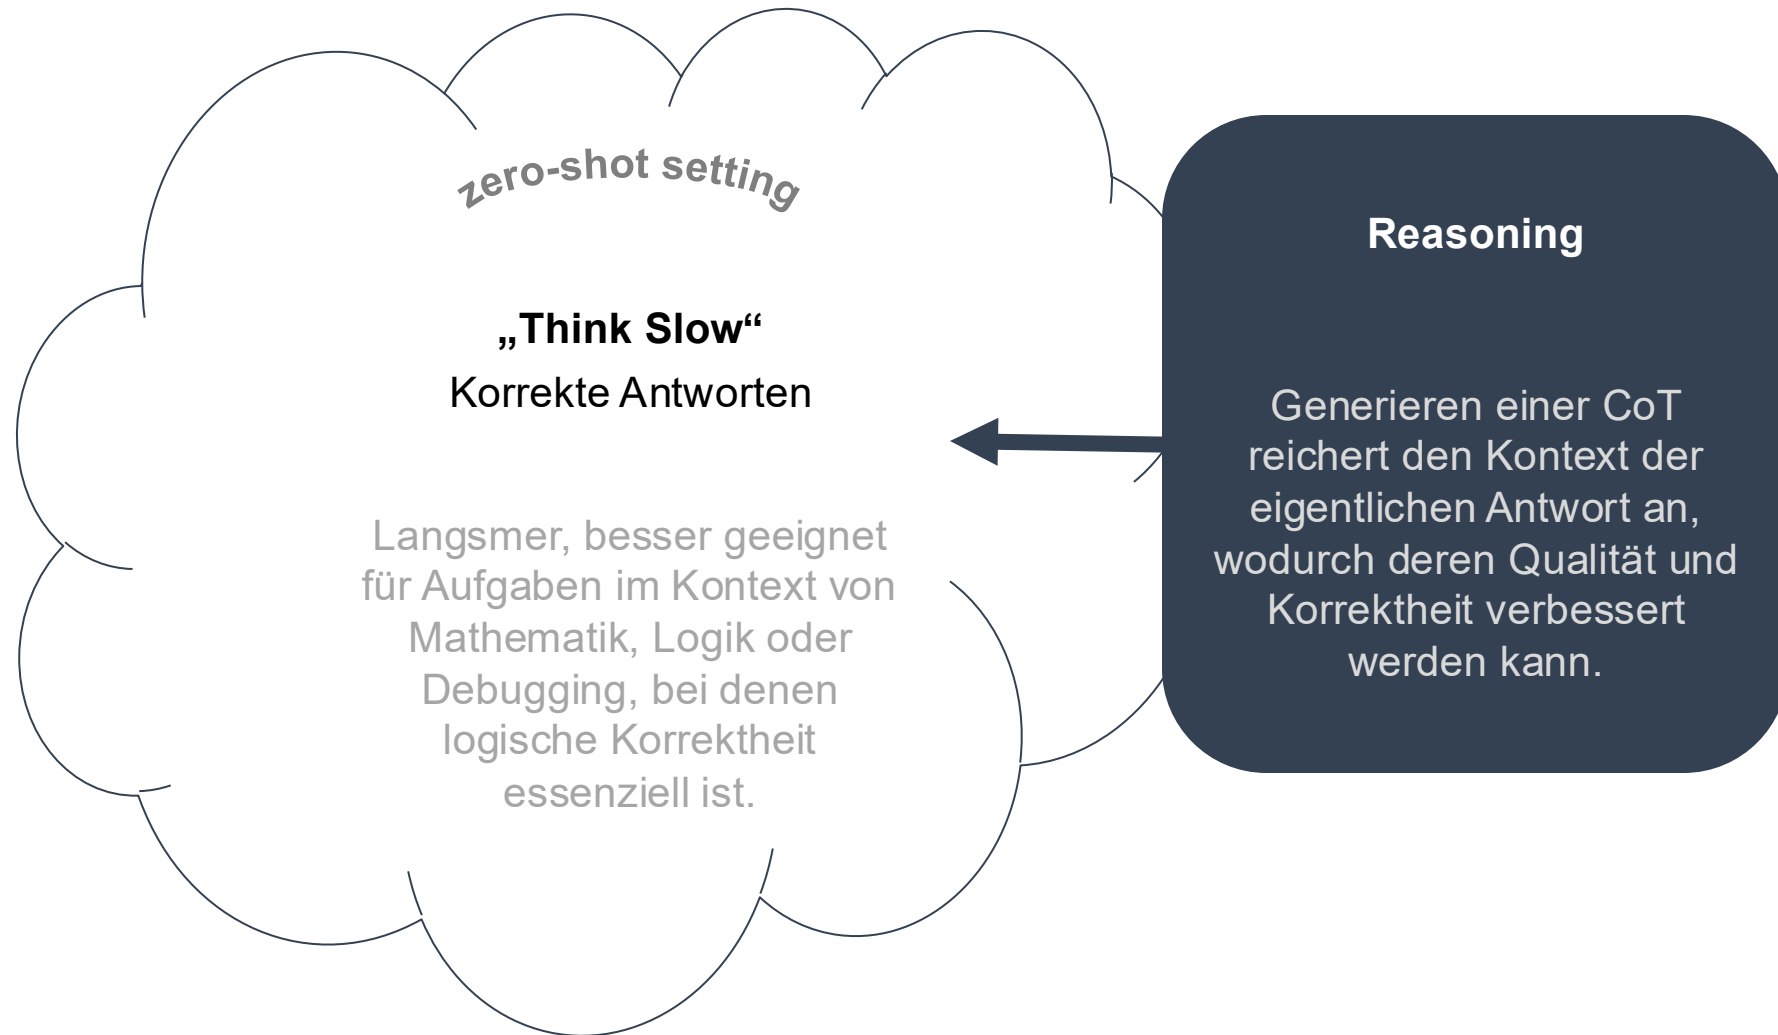 zero-shot setting
„Think Slow“
Korrekte Antworten
Langsmer, besser geeignet
für Aufgaben im Kontext von
Mathematik, Logik oder
Debugging, bei denen
logische Korrektheit
essenziell ist.
Reasoning
Generieren einer CoT
reichert den Kontext der
eigentlichen Antwort an,
wodurch deren Qualität und
Korrektheit verbessert
werden kann.